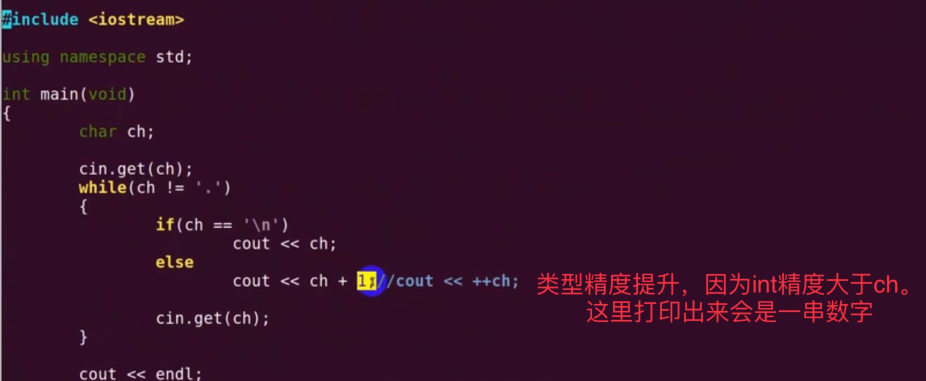 #include <iostream>
using namespace std;
int main(void)
{
char ch;
cin.get(ch);
while(ch != '.')
{
if(ch == '\n')
cout << ch;
else
cout << ch + 1;//cout << ++ch;
类型精度提升，因为int精度大于ch。
这里打印出来会是一串数字
cin.get(ch);
}
cout << endl;